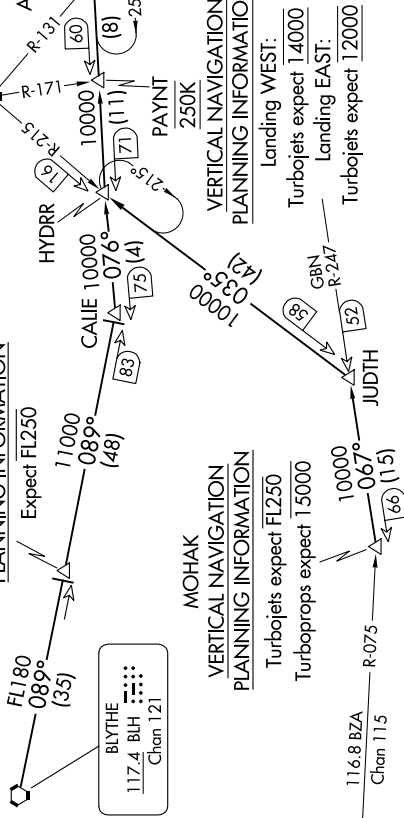 R-131
60
25
(8)
R-171
10000
(11)
PAYNT
250K
R-215
16
71
215°
HYDRR
VERTICAL NAVIGATION
PLANNING INFORMATIO
Landing WEST:
Turbojets expect 14000
Landing EAST:
Turbojets expect 12000
CALIE
10000
076°
(4)
75
83
10000
035°
(42)
58
GBN
R-247
52
JUDTH
PLANNING INFORMATION
Expect FL250
11000
089°
(48)
MOHAK
VERTICAL NAVIGATION
PLANNING INFORMATION
Turbojets expect FL250
Turboprops expect 15000
10000
067°
(15)
66
FL180
089°
(35)
BLYTHE
117.4 BLH
Chan 121
R-075
116.8 BZA
Chan 115